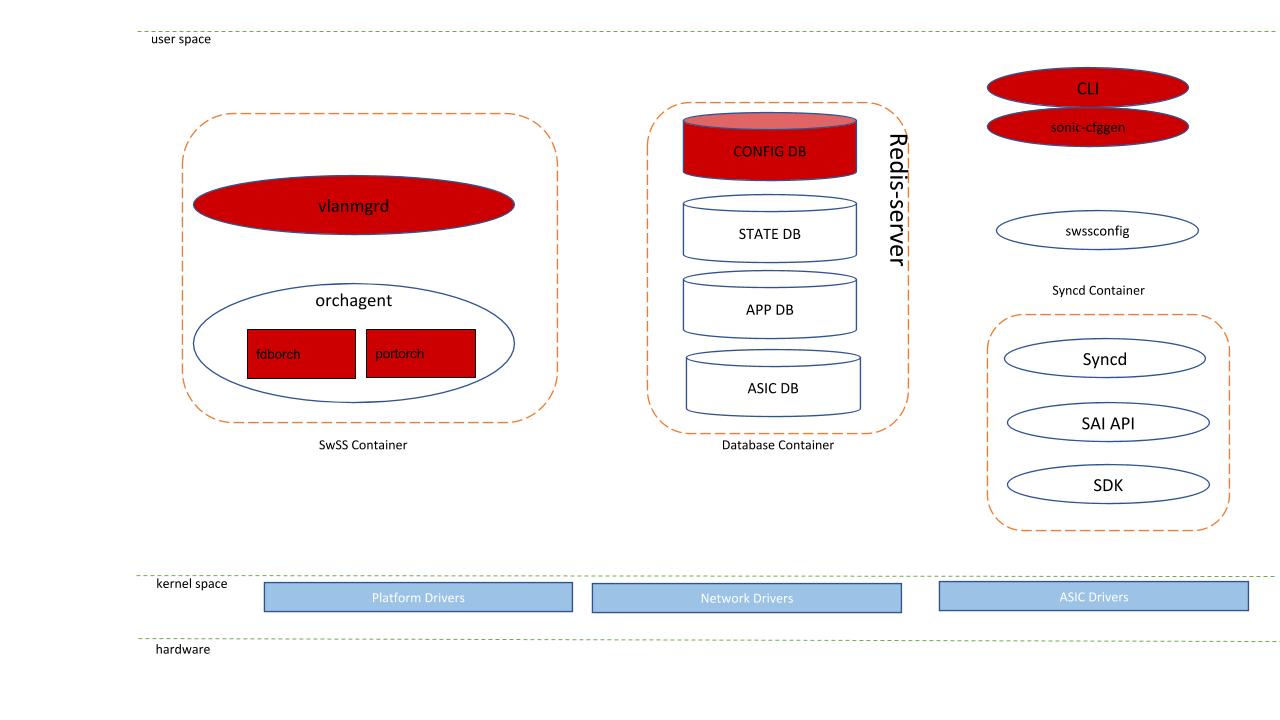 user space
CLI
sonic-cfggen
vlanmgrd
orchagent
fdborch
portorch
SwSS Container
CONFIG DB
STATE DB
APP DB
ASIC DB
Redis-server
Database Container
swssconfig
Syncd Container
Syncd
SAI API
SDK
kernel space
Platform Drivers
Network Drivers
ASIC Drivers
hardware